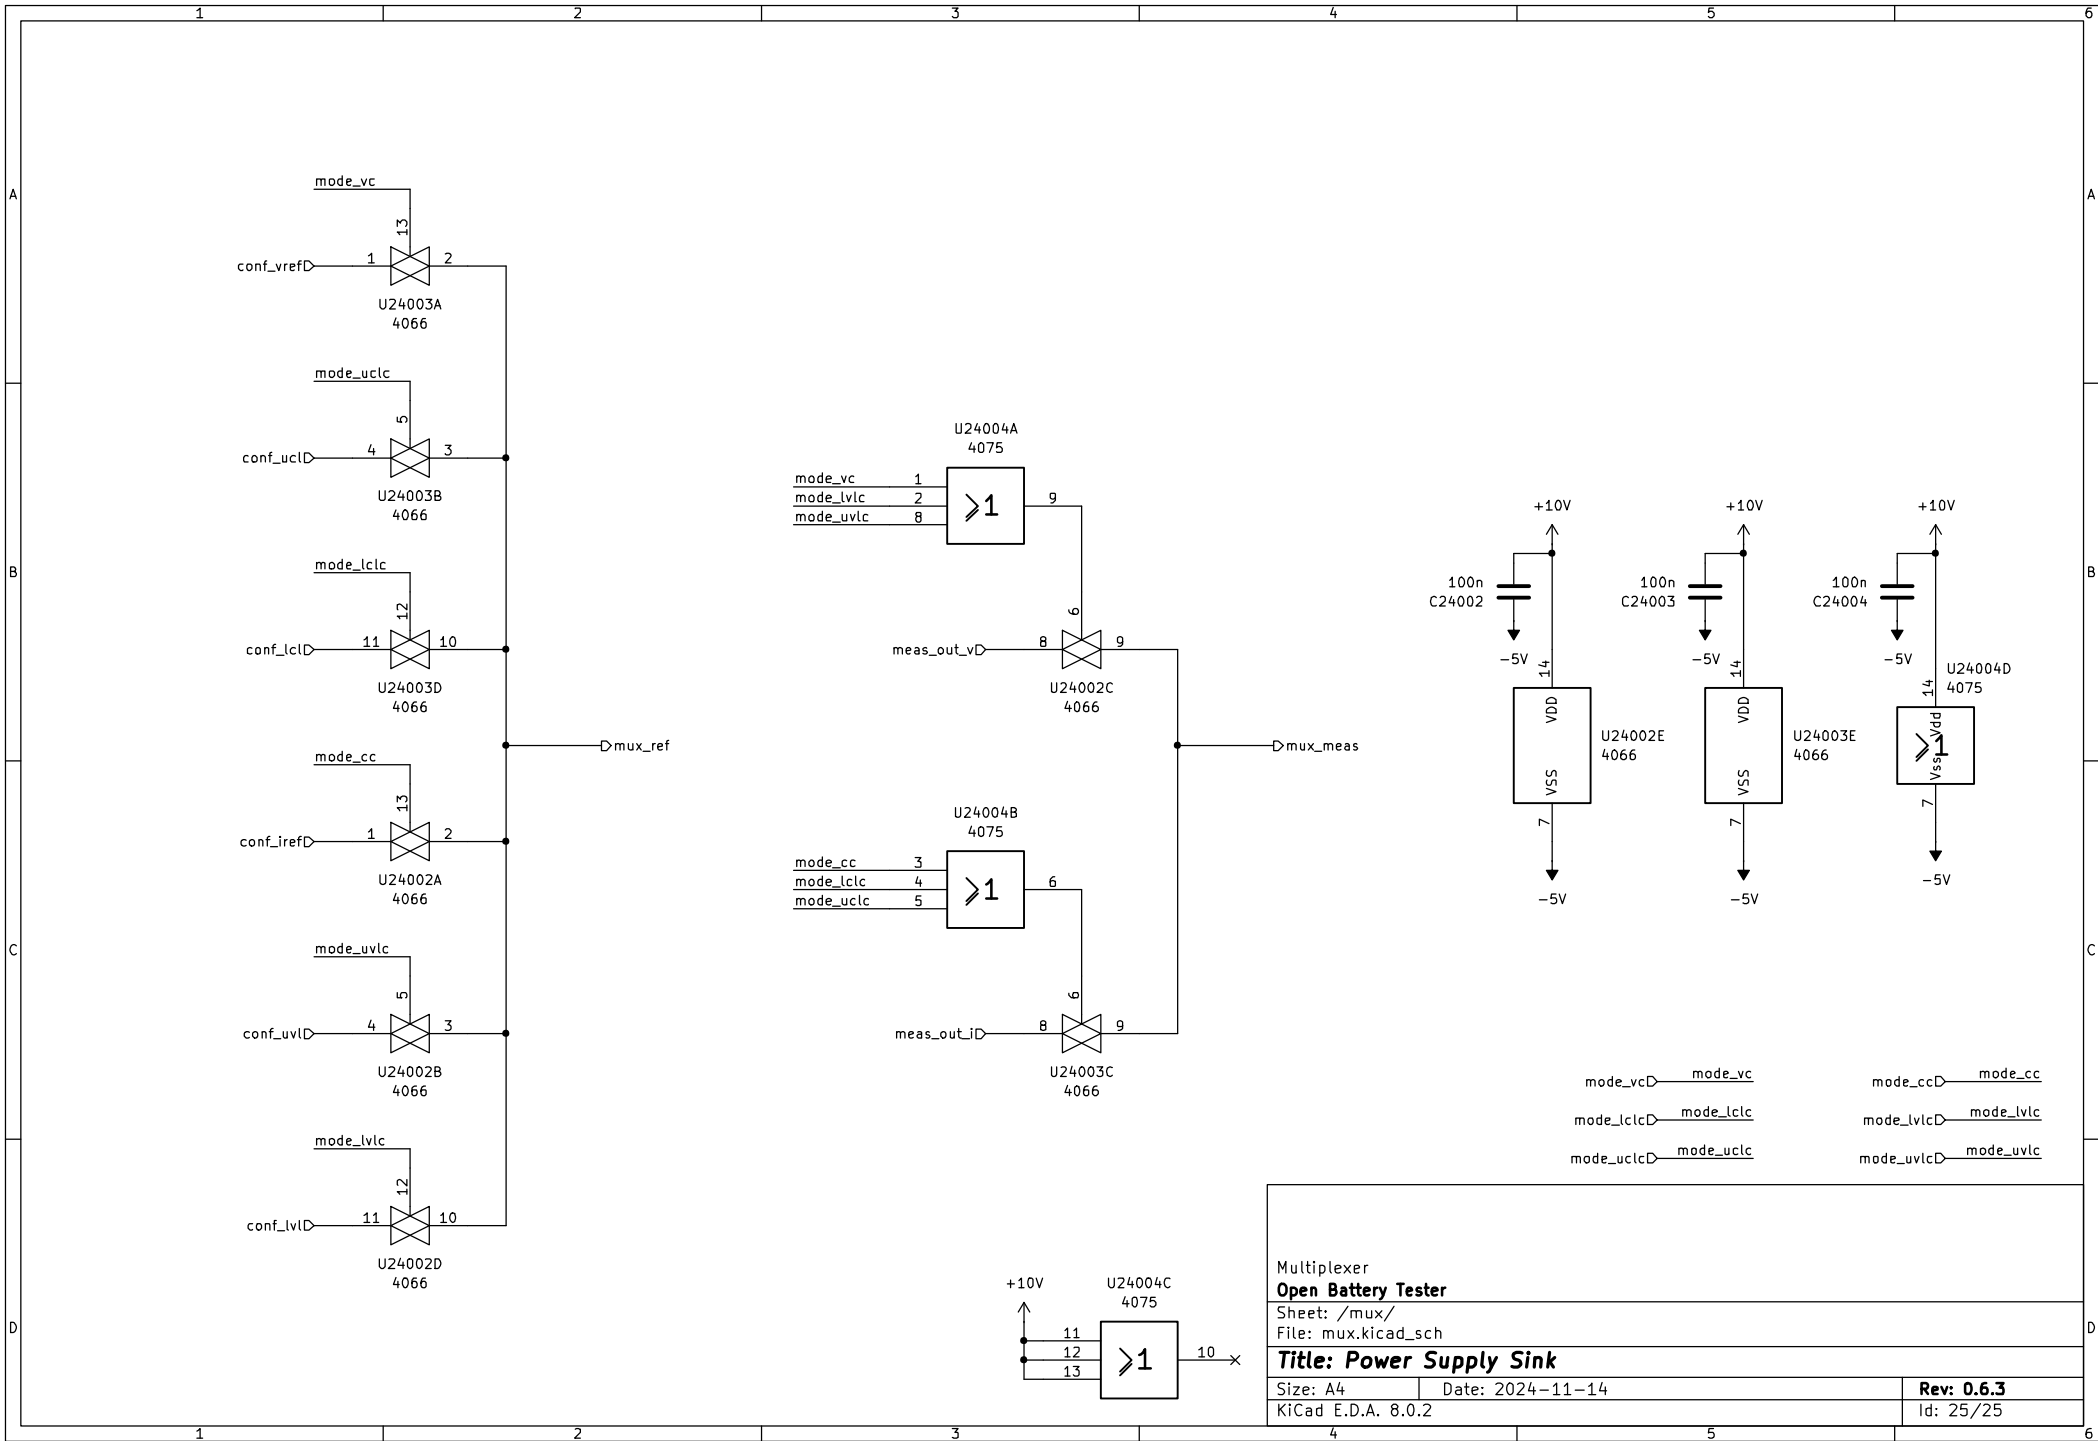 1 2 3 4 5 6
A A
B B
C C
D D
1 2 3 4 5 6
mode_vc
13
conf_vref 1 2
U24003A
4066
mode_uclc
5
conf_ucl 4 3
U24003B
4066
mode_lclc
12
conf_lcl 11 10
U24003D
4066
mux_ref
mode_cc
13
conf_iref 1 2
U24002A
4066
mode_uvlc
5
conf_uvl 4 3
U24002B
4066
mode_lvlc
12
conf_lvl 11 10
U24002D
4066
U24004A
4075
mode_vc 1
mode_lvlc 2 ⩾1 9
mode_uvlc 8
6
meas_out_v 8 9
U24002C
4066
mux_meas
U24004B
4075
mode_cc 3
mode_lclc 4 ⩾1 6
mode_uclc 5
6
meas_out_i 8 9
U24003C
4066
+10V
U24004C
4075
11
12 ⩾1 10
13
+10V
100n
C24002
-5V
14
VDD
U24002E
4066
VSS
7
-5V
+10V
100n
C24003
-5V
14
VDD
U24003E
4066
VSS
7
-5V
+10V
100n
C24004
-5V
U24004D
4075
14
Vdd
⩾1
Vss
7
-5V
mode_vc mode_vc
mode_lclc mode_lclc
mode_uclc mode_uclc
mode_cc mode_cc
mode_lvlc mode_lvlc
mode_uvlc mode_uvlc
Multiplexer
Open Battery Tester
Sheet: /mux/
File: mux.kicad_sch
Title: Power Supply Sink
Size: A4 Date: 2024-11-14 Rev: 0.6.3
KiCad E.D.A. 8.0.2 Id: 25/25